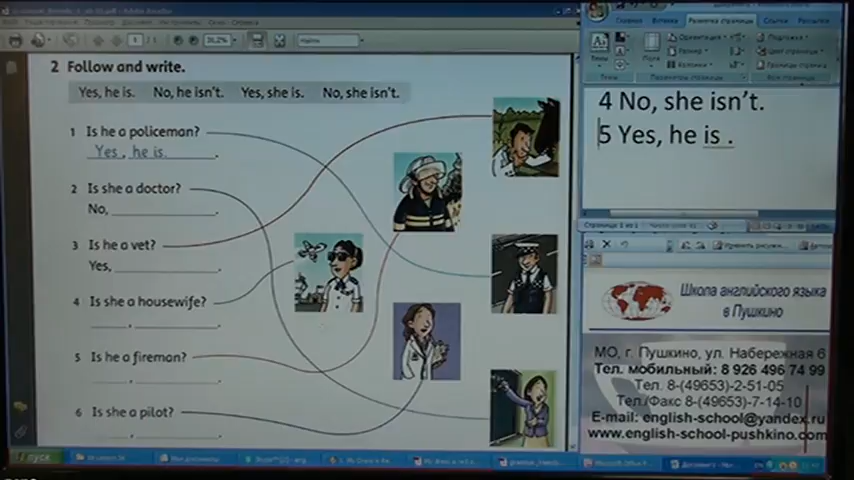 2 Follow and write.
Yes, he is. No, he isn't. Yes, she is. No, she isn't.
1 Is he a policeman?
Yes , he is.
2 Is she a doctor?
No,
3 Is he a vet?
Yes,
4 Is she a housewife?
5 Is he a fireman?
6 Is she a pilot?
4 No, she isn't.
5 Yes, he is .
Школа английского языка
в Пушкино
МО, г. Пушкино, ул. Набережная 6
Тел. мобильный: 8 926 496 74 99
Тел. 8-(49653)-2-51-05
Тел./Факс 8-(49653)-7-14-10
E-mail: english-school@yandex.ru
www.english-school-pushkino.com